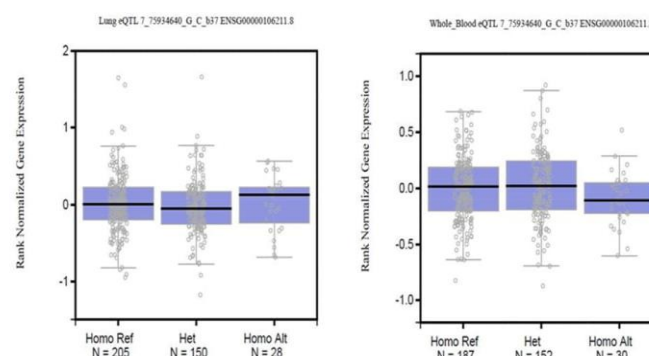 Lung eQTL 7_75934640_G_C_b37 ENSG00000106211.8
2
1
0
-1
Rank Normalized Gene Expression
Homo Ref
N = 205
Het
N = 150
Homo Alt
N = 28
Whole_Blood eQTL 7_75934640_G_C_b37 ENSG00000106211.
1.0
0.5
0.0
-0.5
-1.0
Rank Normalized Gene Expression
Homo Ref
N = 187
Het
N = 152
Homo Alt
N = 30